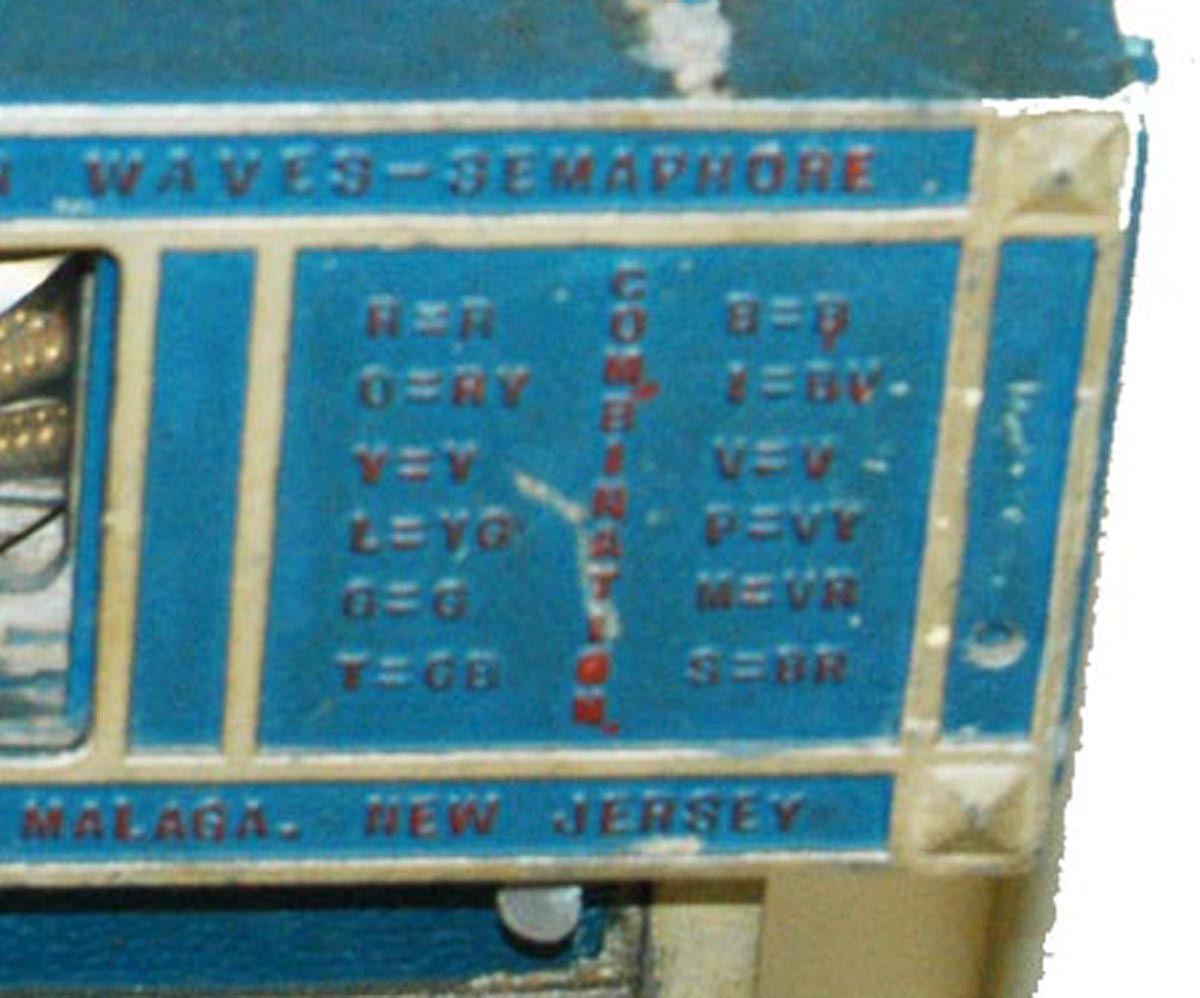 WAVES-SEMAPHORE.
COMBINATION.
R=R
O=RY
Y=Y
L=YG
G=G
T=GB
B=B
I=BV
V=V
P=VY
M=VR
S=BR
MALAGA. NEW JERSEY